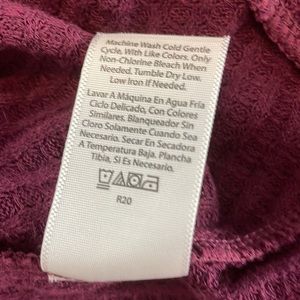 Machine Wash Cold Gentle
Cycle, With Like Colors. Only
Non-Chlorine Bleach When
Needed. Tumble Dry Low.
Low Iron If Needed.
Lavar A Máquina En Agua Fría
Ciclo Delicado, Con Colores
Similares. Blanqueador Sin
Cloro Solamente Cuando Sea
Necesario. Secar En Secadora
A Temperatura Baja. Plancha
Tibia, Si Es Necesario.
R20